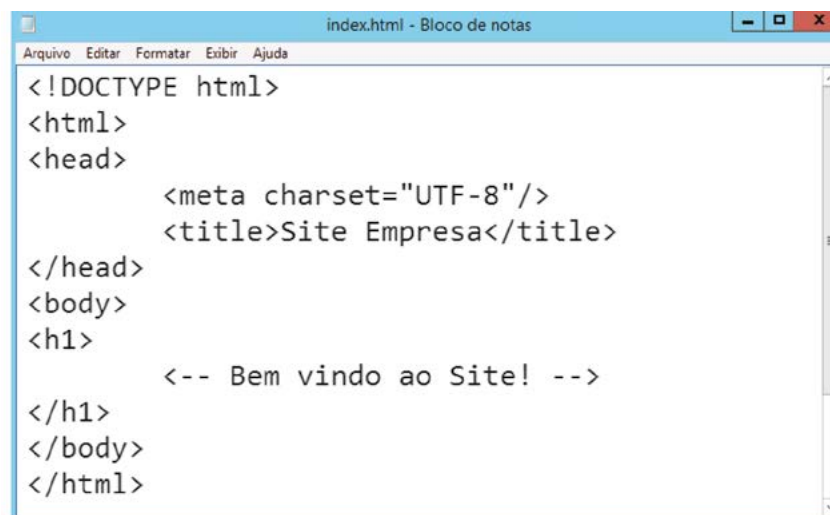 index.html - Bloco de notas
Arquivo Editar Formatar Exibir Ajuda
<!DOCTYPE html>
<html>
<head>
<meta charset="UTF-8"/>
<title>Site Empresa</title>
</head>
<body>
<h1>
<-- Bem vindo ao Site! -->
</h1>
</body>
</html>